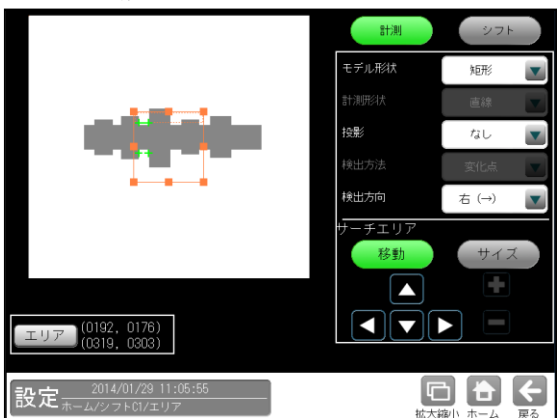 計測
シフト
モデル形状
矩形
計測形状
直線
投影
なし
検出方法
変化点
検出方向
右 (→)
サーチエリア
移動
サイズ
エリア
(0192, 0176)
(0319, 0303)
設定
2014/01/29 11:05:55
ホーム/シフト01/エリア
拡大縮小
ホーム
戻る